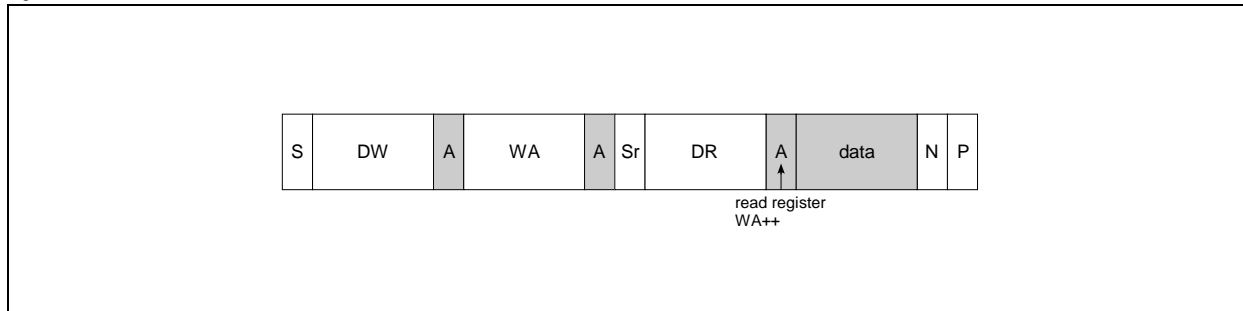 S DW A WA A Sr DR A data N P
read register
WA++